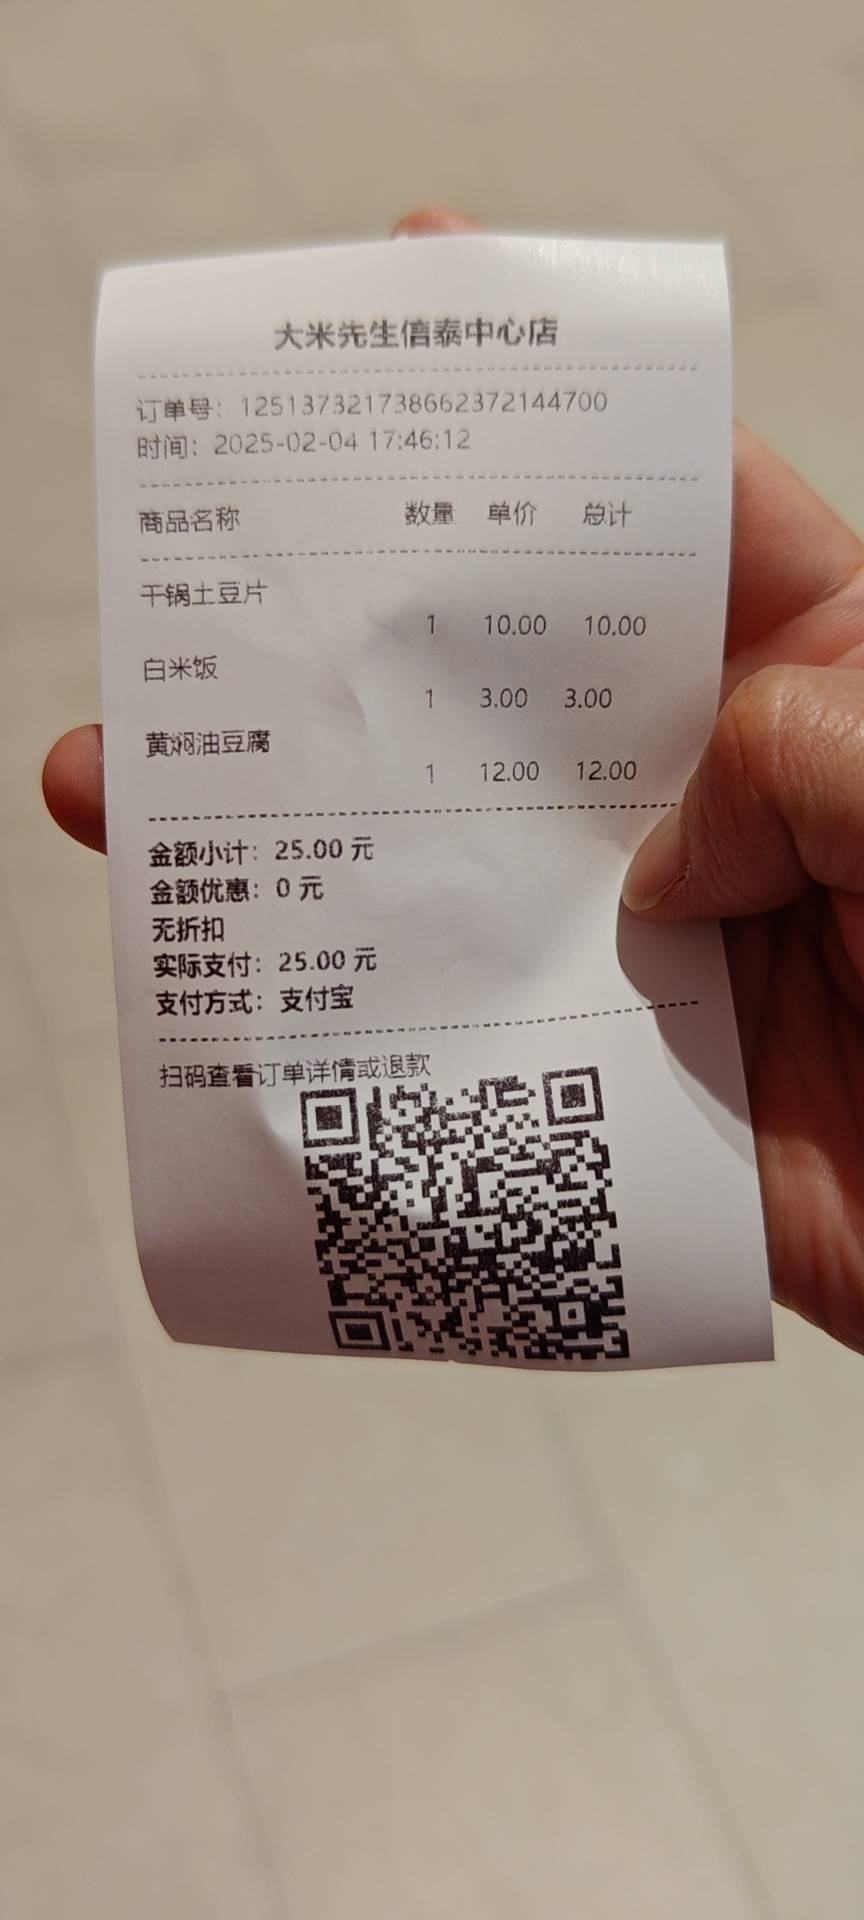 大米先生信泰中心店
订单号：1251373217386623721​44700
时间：2025-02-04 17:46:12
商品名称 数量 单价 总计
干锅土豆片
1 10.00 10.00
白米饭
1 3.00 3.00
黄焖油豆腐
1 12.00 12.00
金额小计：25.00 元
金额优惠：0 元
无折扣
实际支付：25.00 元
支付方式：支付宝
扫码查看订单详情或退款